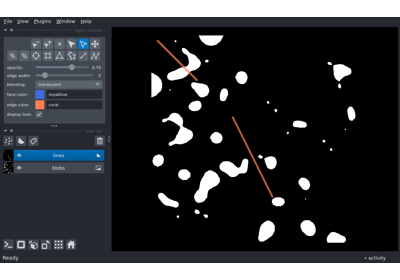 File View Plugins Window Help
opacity: 0.70
edge width: 5
blending: translucent
face color: royalblue
edge color: coral
display text: ✓
lines
blobs
Ready
activity